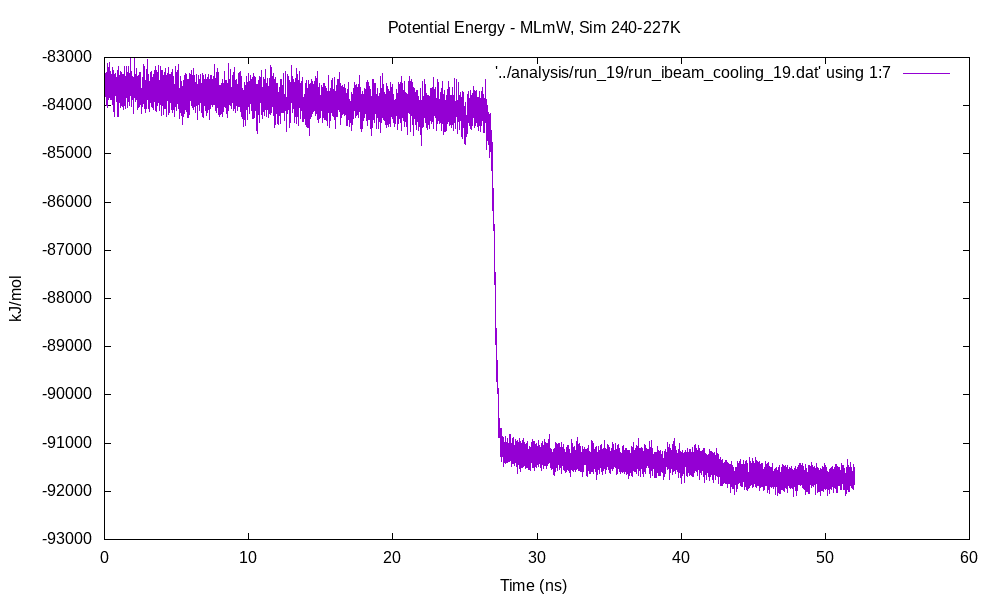 Potential Energy - MLmW, Sim 240-227K
'../analysis/run_19/run_ibeam_cooling_19.dat' using 1:7
-83000
-84000
-85000
-86000
-87000
-88000
-89000
-90000
-91000
-92000
-93000
kJ/mol
0 10 20 30 40 50 60
Time (ns)